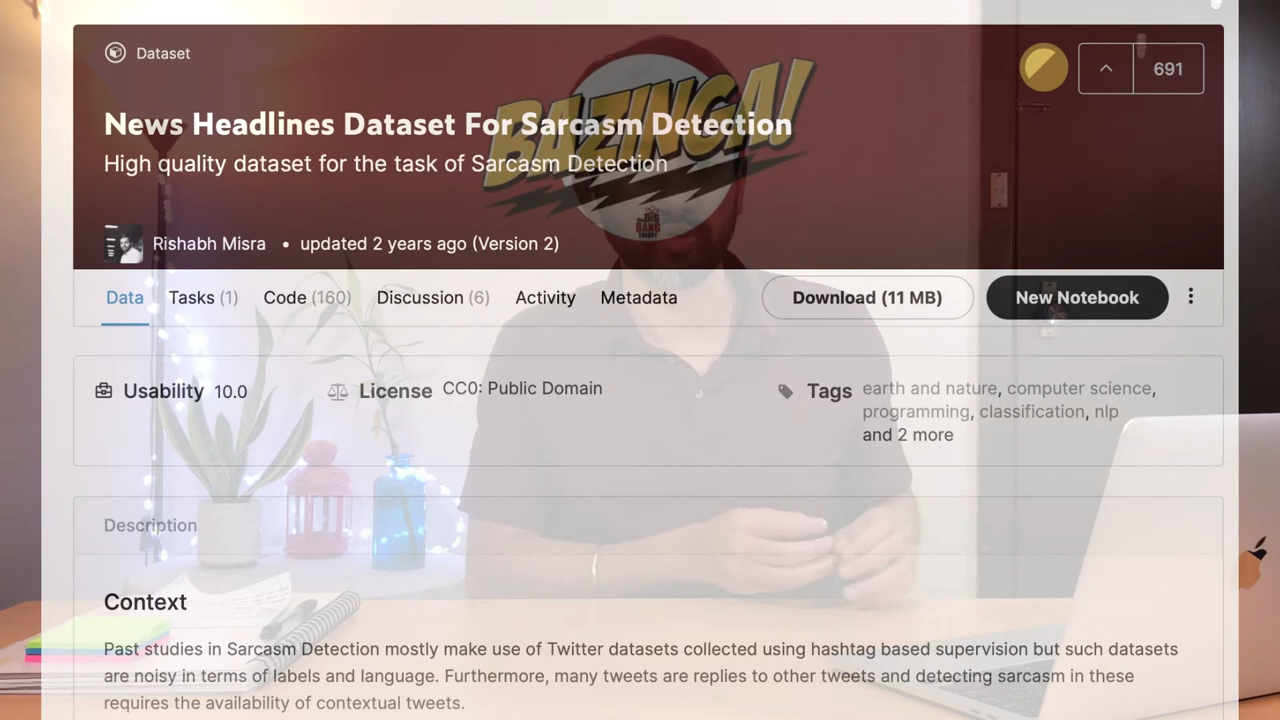 Dataset
691
BAZINGA!
News Headlines Dataset For Sarcasm Detection
High quality dataset for the task of Sarcasm Detection
THE BIG
BANG
THEORY
Rishabh Misra • updated 2 years ago (Version 2)
Data Tasks (1) Code (160) Discussion (6) Activity Metadata Download (11 MB) New Notebook
Usability 10.0 License CC0: Public Domain Tags earth and nature, computer science,
programming, classification, nlp
and 2 more
Description
Context
Past studies in Sarcasm Detection mostly make use of Twitter datasets collected using hashtag based supervision but such datasets
are noisy in terms of labels and language. Furthermore, many tweets are replies to other tweets and detecting sarcasm in these
requires the availability of contextual tweets.